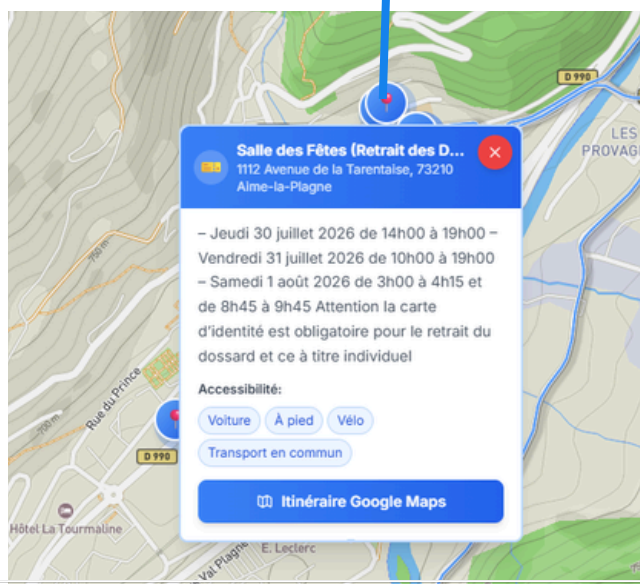 D 990
LES
PROVAG
Salle des Fêtes (Retrait des D...
1112 Avenue de la Tarentaise, 73210
Aime-la-Plagne
– Jeudi 30 juillet 2026 de 14h00 à 19h00 –
Vendredi 31 juillet 2026 de 10h00 à 19h00
– Samedi 1 août 2026 de 3h00 à 4h15 et
de 8h45 à 9h45 Attention la carte
d'identité est obligatoire pour le retrait du
dossard et ce à titre individuel
Accessibilité:
Voiture
À pied
Vélo
Transport en commun
Itinéraire Google Maps
750 m
Rue du Prince
700 m
D 990
Hôtel La Tourmaline
Val Plagne
E. Leclerc